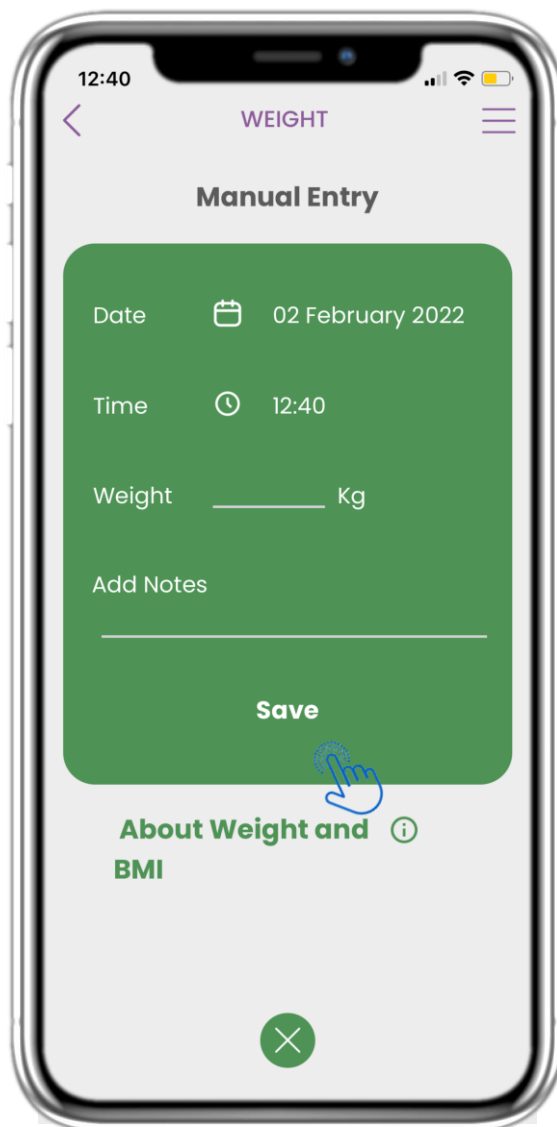 12:40
WEIGHT
Manual Entry
Date 02 February 2022
Time 12:40
Weight Kg
Add Notes
Save
About Weight and
BMI